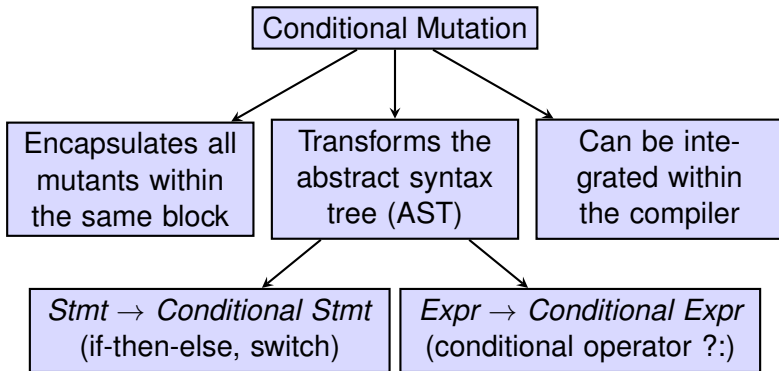 Conditional Mutation
Encapsulates all
mutants within
the same block
Transforms the
abstract syntax
tree (AST)
Can be inte-
grated within
the compiler
Stmt → Conditional Stmt
(if-then-else, switch)
Expr → Conditional Expr
(conditional operator ?:)